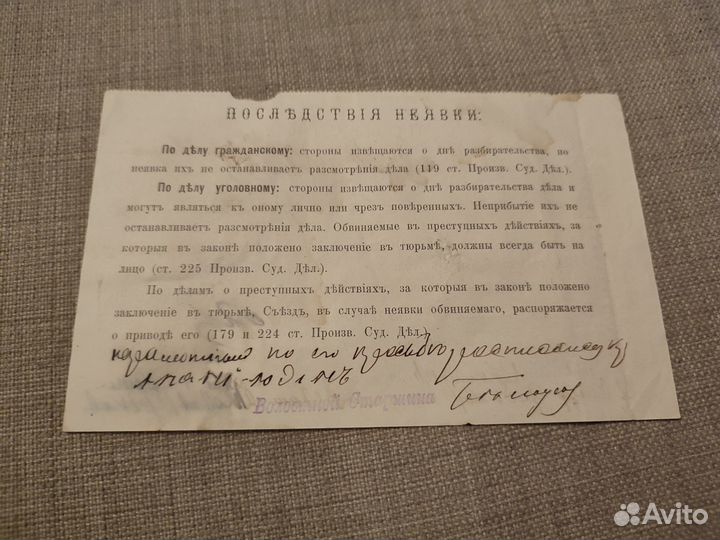 ПОСЛѢДСТВІЯ НЕЯВКИ:
По дѣлу гражданскому: стороны извѣщаются о днѣ разбирательства, но
неявка ихъ не останавливаетъ разсмотрѣнія дѣла (119 ст. Произв. Суд. Дѣл.).
По дѣлу уголовному: стороны извѣщаются о днѣ разбирательства дѣла и
могутъ являться къ оному лично или чрез повѣренныхъ. Неприбытіе ихъ не
останавливаетъ разсмотрѣнія дѣла. Обвиняемые въ преступныхъ дѣйствіяхъ, за
которыя въ законѣ положено заключеніе въ тюрьмѣ, должны всегда быть на
лицо (ст. 225 Произв. Суд. Дѣл.).
По дѣламъ о преступныхъ дѣйствіяхъ, за которыя въ законѣ положено
заключеніе въ тюрьмѣ, Съѣздъ, въ случаѣ неявки обвиняемаго, распоряжается
о приводѣ его (179 и 224 ст. Произв. Суд. Дѣл.).
по его
Волостной Старшина
Avito